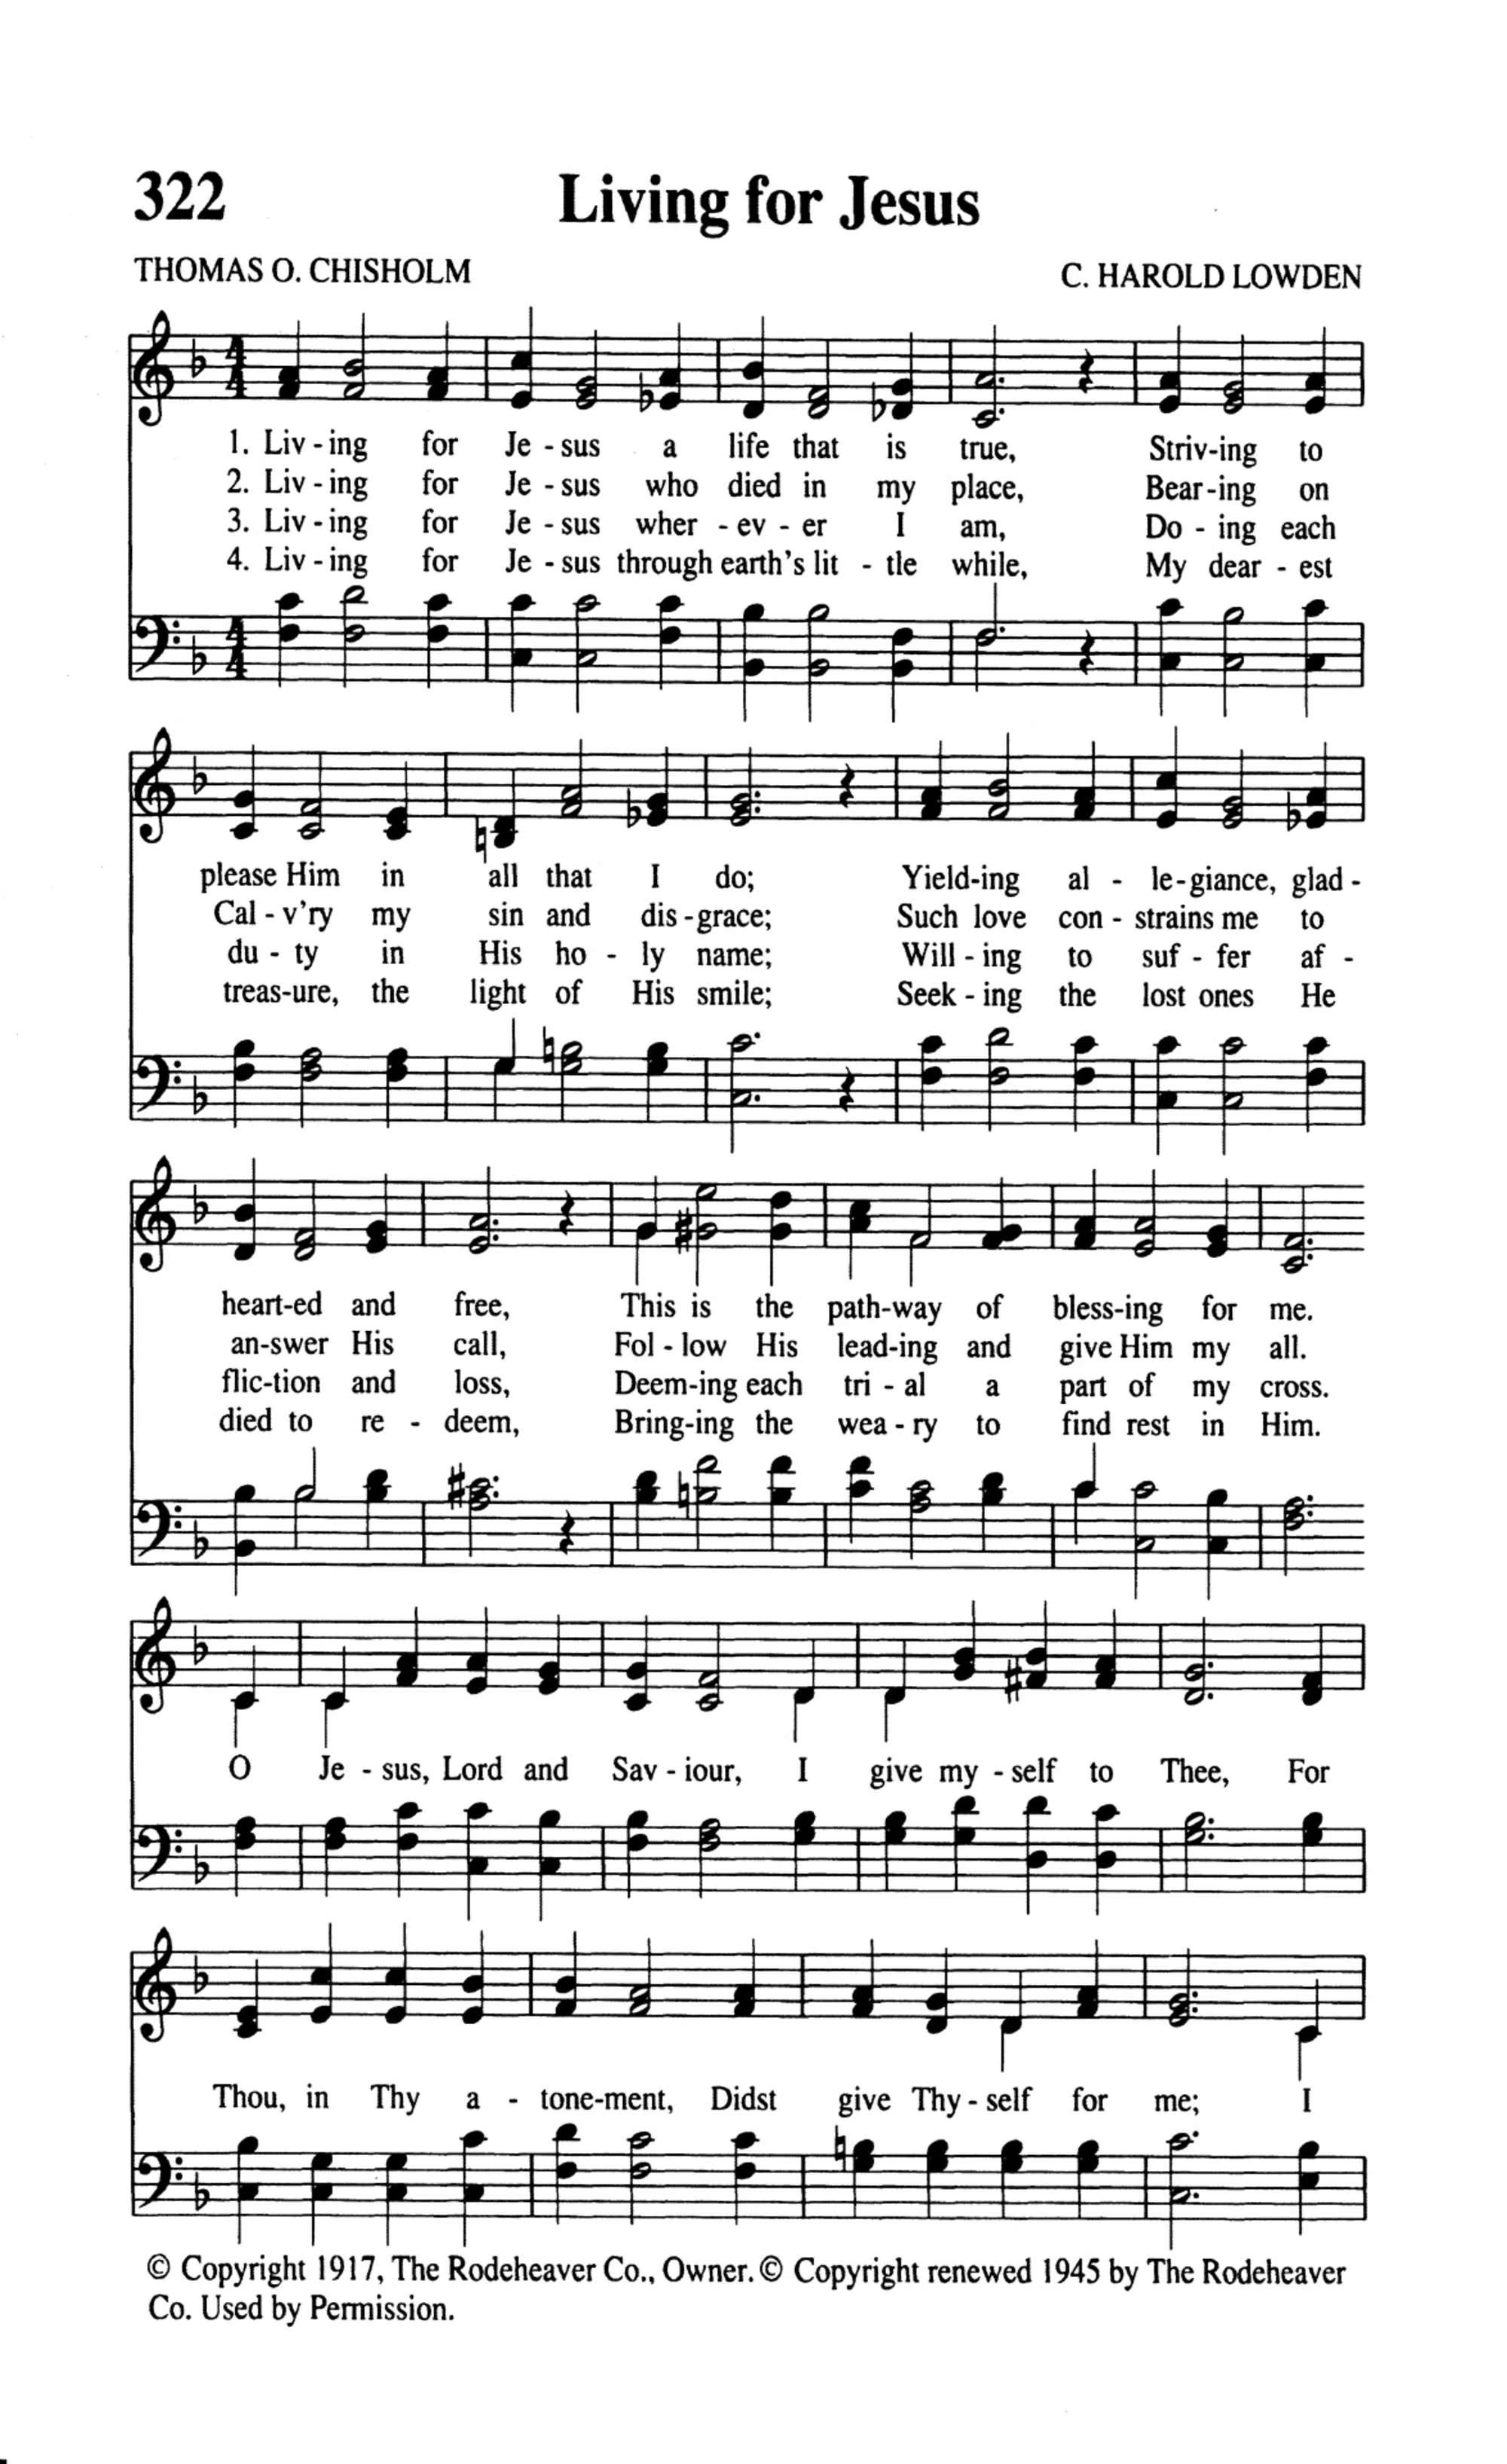 322 Living for Jesus
THOMAS O. CHISHOLM C. HAROLD LOWDEN
1. Liv - ing for Je - sus a life that is true, Striv-ing to
2. Liv - ing for Je - sus who died in my place, Bear-ing on
3. Liv - ing for Je - sus wher - ev - er I am, Do - ing each
4. Liv - ing for Je - sus through earth's lit - tle while, My dear - est
please Him in all that I do; Yield-ing al - le-giance, glad -
Cal - v'ry my sin and dis-grace; Such love con - strains me to
du - ty in His ho - ly name; Will - ing to suf - fer af -
treas-ure, the light of His smile; Seek - ing the lost ones He
heart-ed and free, This is the path-way of bless-ing for me.
an-swer His call, Fol - low His lead-ing and give Him my all.
flic-tion and loss, Deem-ing each tri - al a part of my cross.
died to re - deem, Bring-ing the wea - ry to find rest in Him.
O Je - sus, Lord and Sav - iour, I give my - self to Thee, For
Thou, in Thy a - tone-ment, Didst give Thy - self for me; I
© Copyright 1917, The Rodeheaver Co., Owner. © Copyright renewed 1945 by The Rodeheaver
Co. Used by Permission.